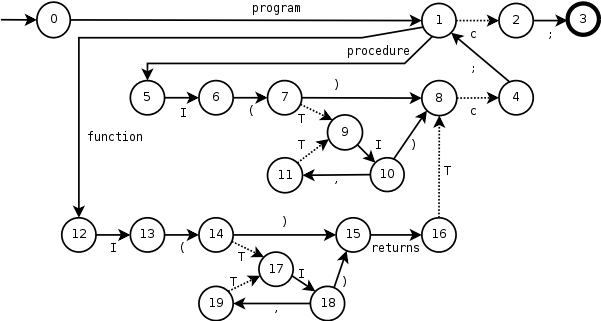 program
0 1 2 3
c ;
procedure
;
5 6 7 ) 8 4
I ( c
T
function 9
T I )
11 10 T
,
12 13 14 ) 15 16
I ( returns
T
17
T I )
19 18
,